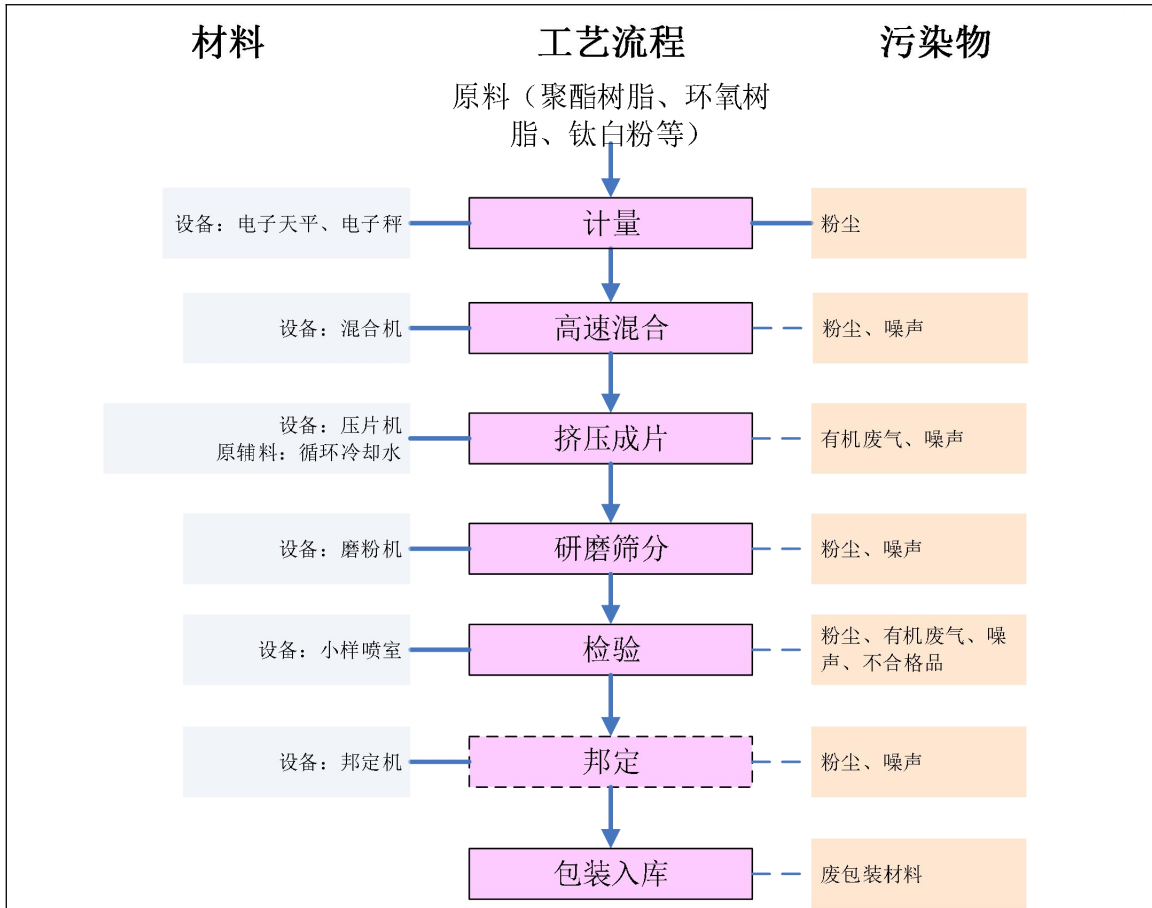 材料
工艺流程
污染物
原料（聚酯树脂、环氧树
脂、钛白粉等）
设备：电子天平、电子秤
计量
粉尘
设备：混合机
高速混合
粉尘、噪声
设备：压片机
原辅料：循环冷却水
挤压成片
有机废气、噪声
设备：磨粉机
研磨筛分
粉尘、噪声
设备：小样喷室
检验
粉尘、有机废气、噪
声、不合格品
设备：邦定机
邦定
粉尘、噪声
包装入库
废包装材料